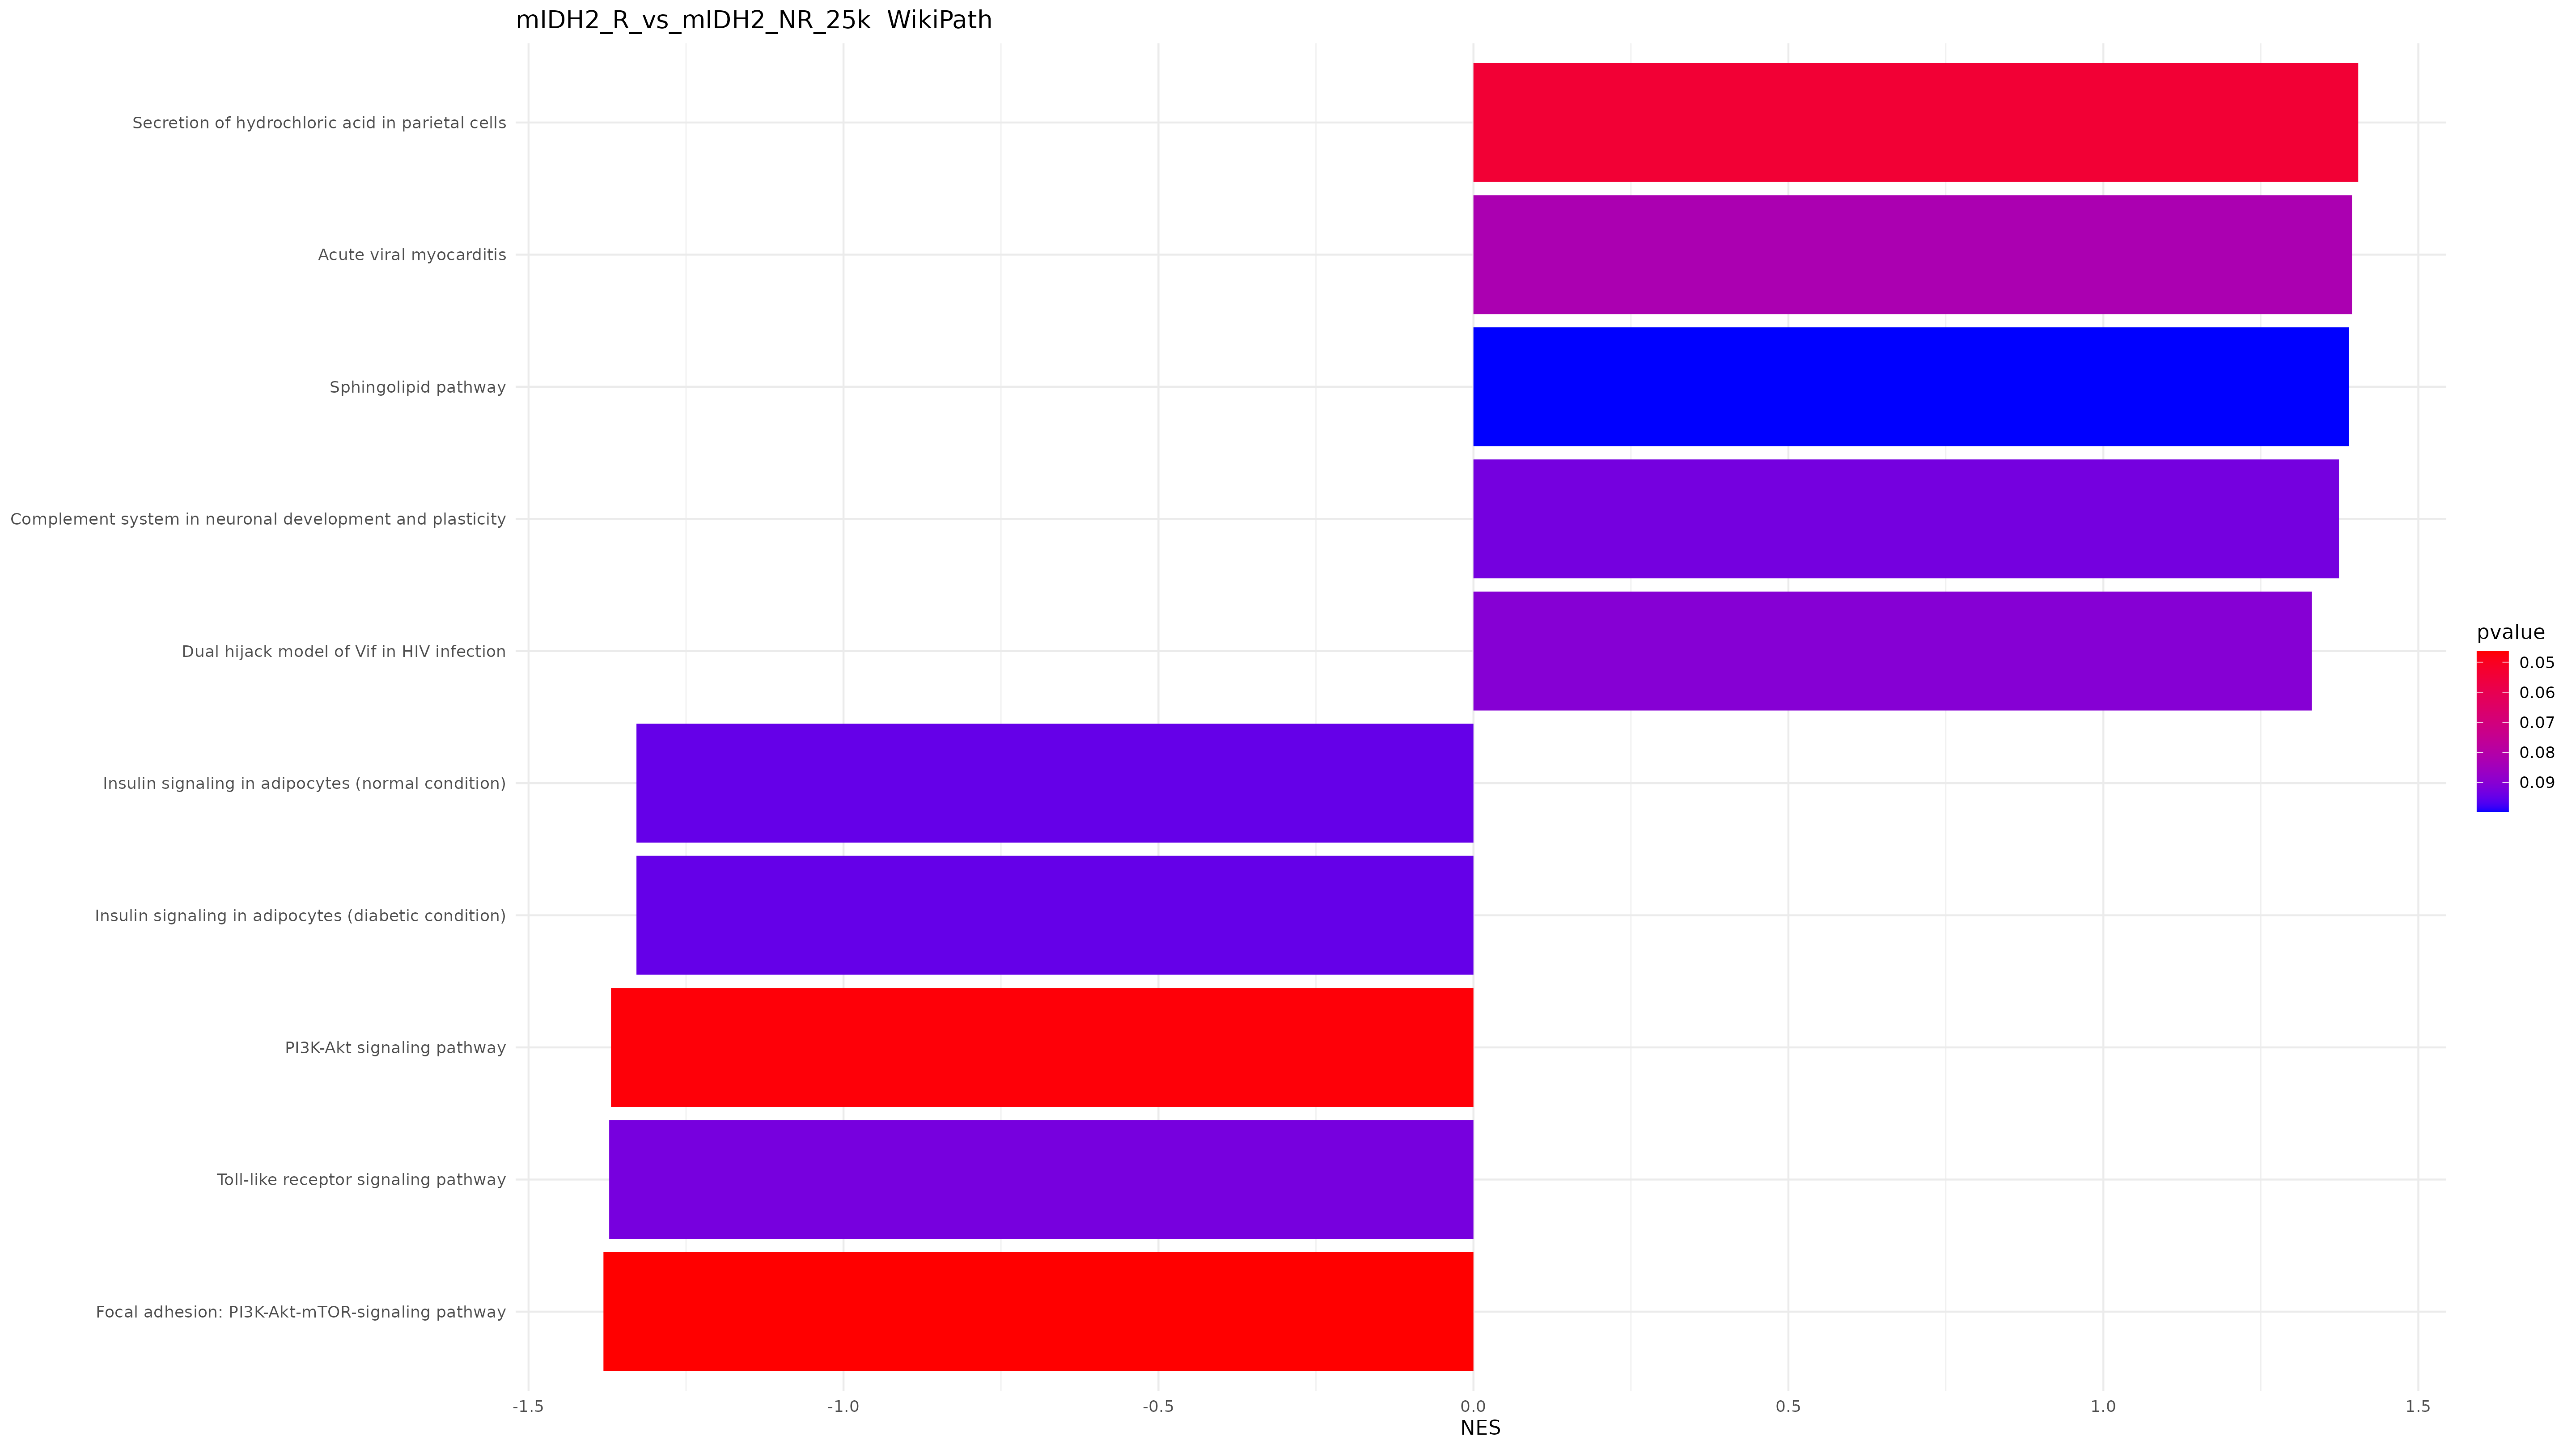 mIDH2_R_vs_mIDH2_NR_25k  WikiPath
Secretion of hydrochloric acid in parietal cells
Acute viral myocarditis
Sphingolipid pathway
Complement system in neuronal development and plasticity
Dual hijack model of Vif in HIV infection
Insulin signaling in adipocytes (normal condition)
Insulin signaling in adipocytes (diabetic condition)
PI3K-Akt signaling pathway
Toll-like receptor signaling pathway
Focal adhesion: PI3K-Akt-mTOR-signaling pathway
-1.5 -1.0 -0.5 0.0 0.5 1.0 1.5
NES
pvalue
0.05
0.06
0.07
0.08
0.09